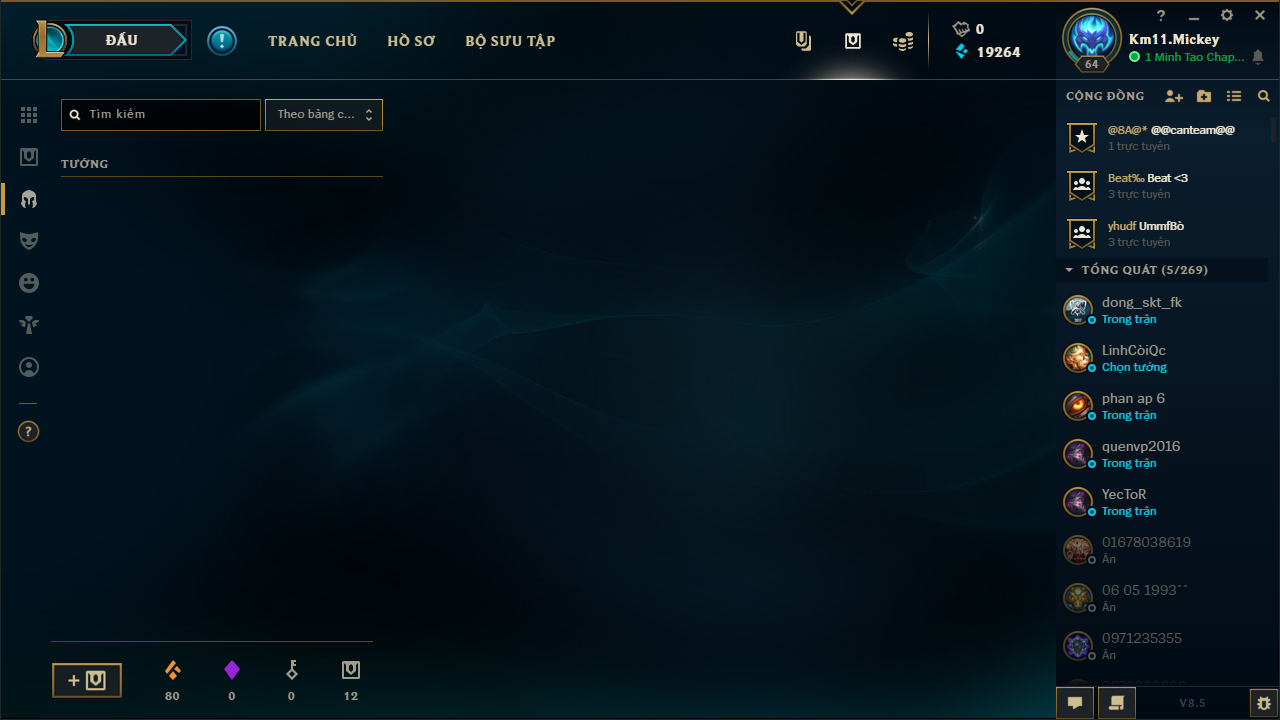 ĐẤU
TRANG CHỦ
HỒ SƠ
BỘ SƯU TẬP
0
19264
64
Km11.Mickey
1 Minh Tao Chap...
Tìm kiếm
Theo bảng c...
TƯỚNG
CỘNG ĐỒNG
@8A@* @@canteam@@
1 trực tuyến
Beat‰ Beat <3
3 trực tuyến
yhudf UmmfBò
3 trực tuyến
TỔNG QUÁT (5/269)
dong_skt_fk
Trong trận
LinhCòiQc
Chọn tướng
phan ap 6
Trong trận
quenvp2016
Trong trận
YecToR
Trong trận
01678038619
Ẩn
06 05 1993ˆˆ
Ẩn
0971235355
Ẩn
80
0
0
12
V8.5